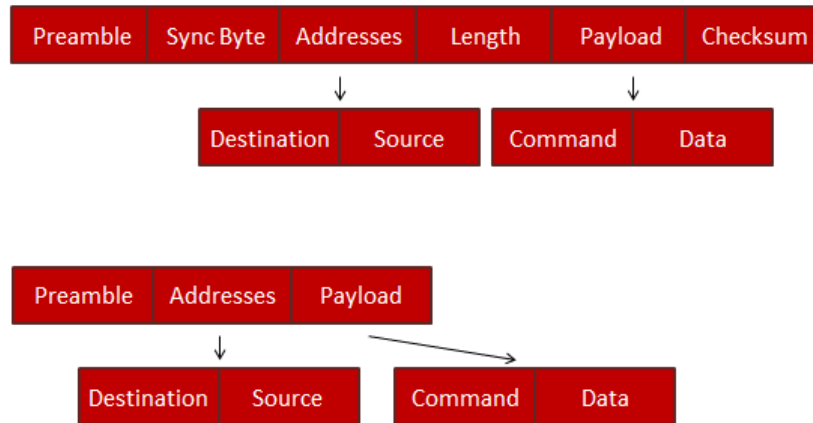 Preamble Sync Byte Addresses Length Payload Checksum
Destination Source Command Data
Preamble Addresses Payload
Destination Source Command Data